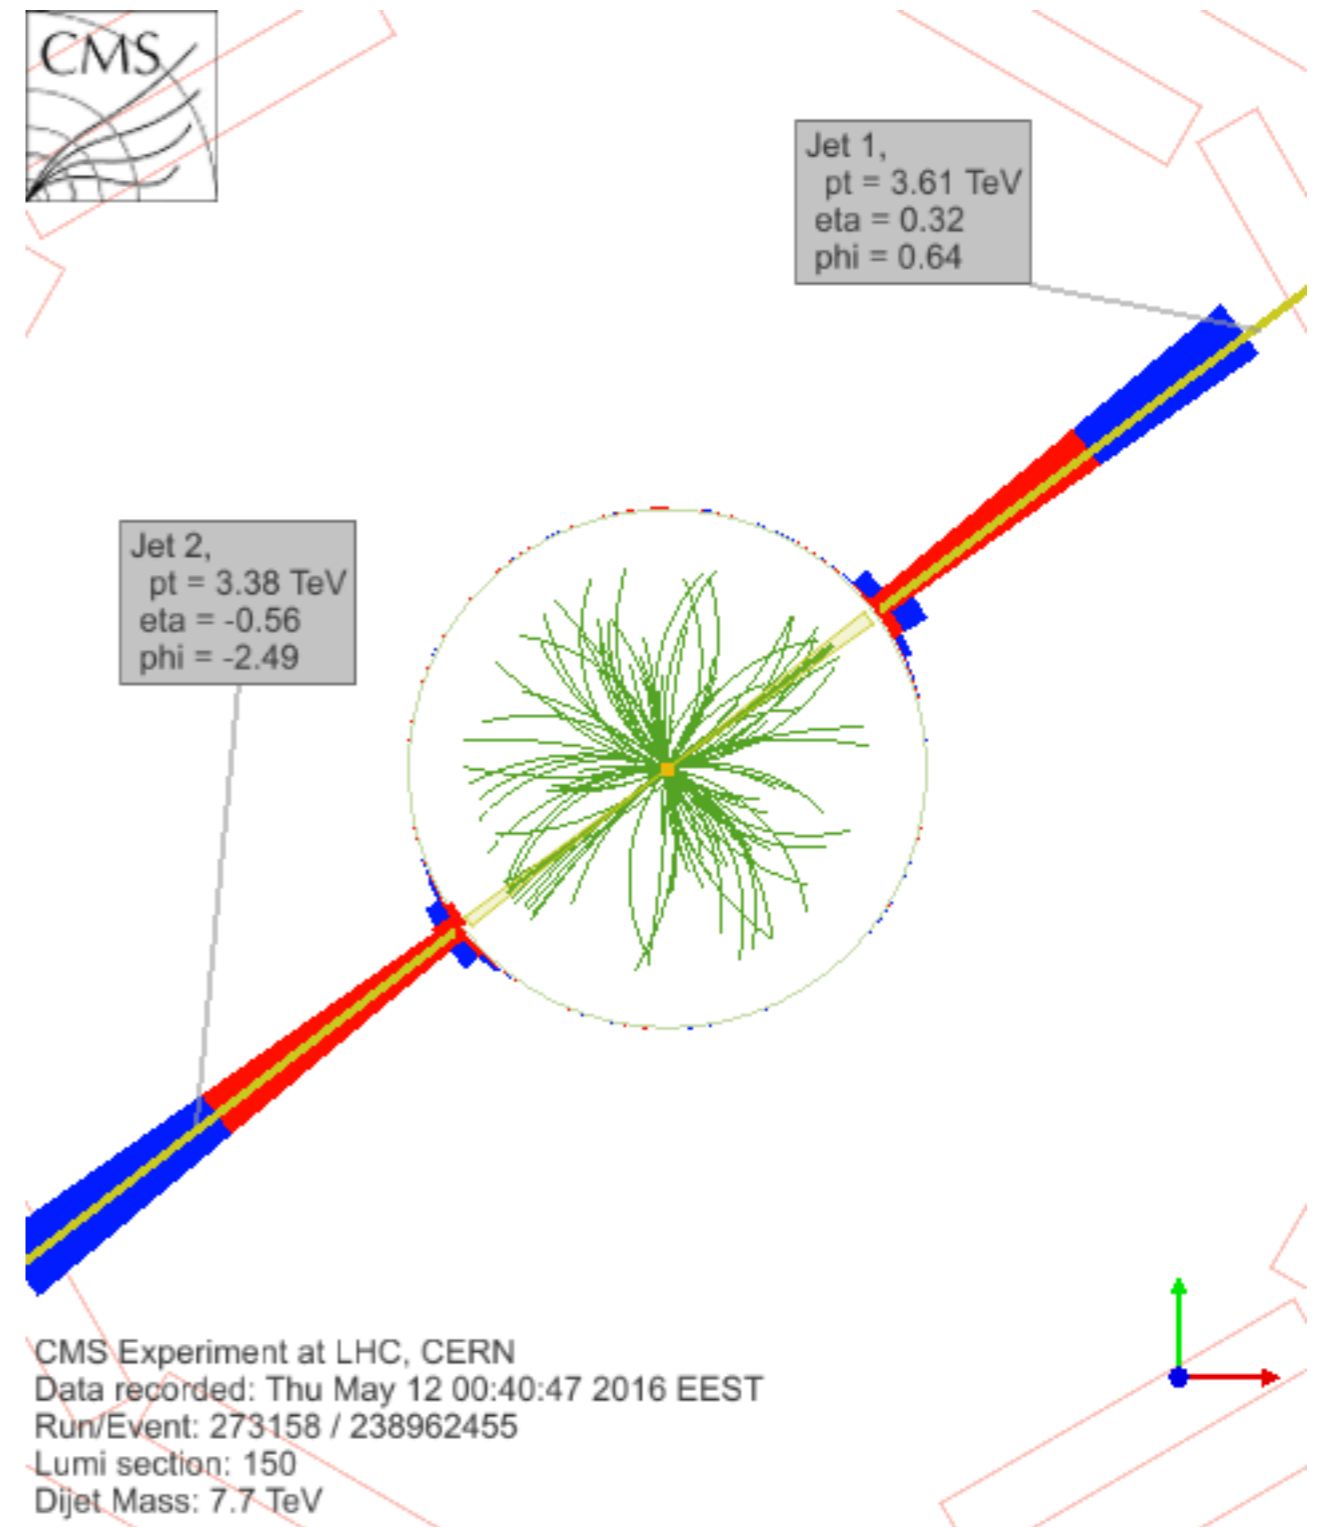 CMS
Jet 1,
pt = 3.61 TeV
eta = 0.32
phi = 0.64
Jet 2,
pt = 3.38 TeV
eta = -0.56
phi = -2.49
CMS Experiment at LHC, CERN
Data recorded: Thu May 12 00:40:47 2016 EEST
Run/Event: 273158 / 238962455
Lumi section: 150
Dijet Mass: 7.7 TeV